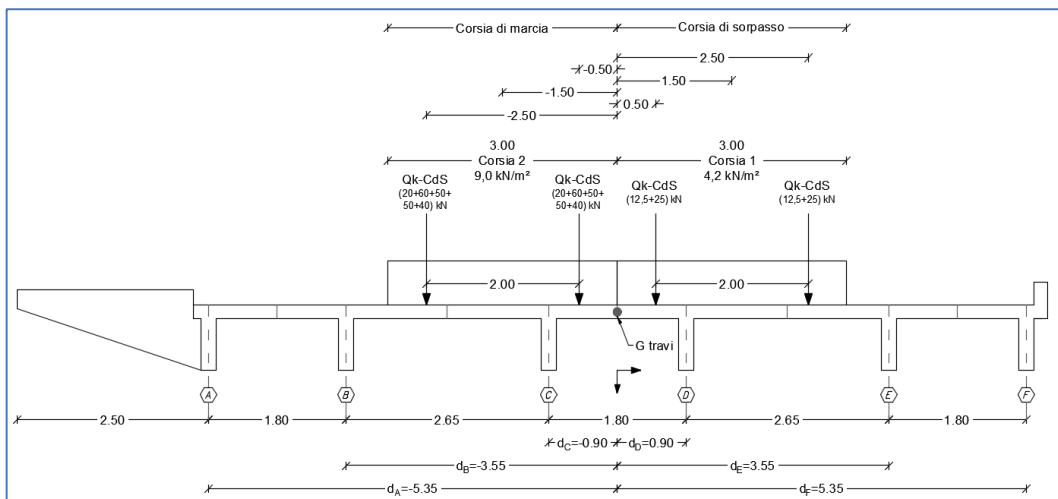 Corsia di marcia Corsia di sorpasso
2.50
-0.50
1.50
-1.50
0.50
-2.50
3.00 3.00
Corsia 2 Corsia 1
9,0 kN/m² 4,2 kN/m²
Qk-CdS Qk-CdS Qk-CdS Qk-CdS
(20+60+50+ (20+60+50+ (12,5+25) kN (12,5+25) kN
50+40) kN 50+40) kN
2.00 2.00
G travi
A B C D E F
2.50 1.80 2.65 1.80 2.65 1.80
dC=-0.90 dD=0.90
dB=-3.55 dE=3.55
dA=-5.35 dF=5.35